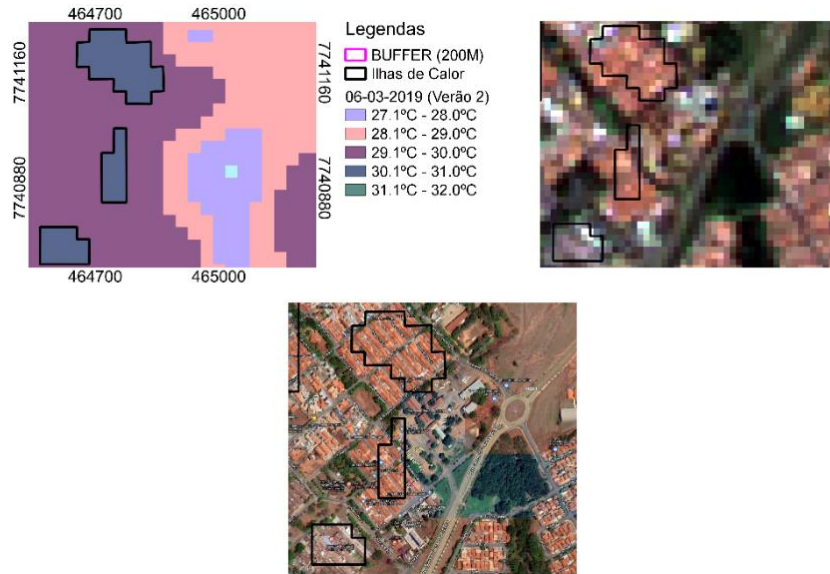 464700 465000
7741160
7740880
7741160
7740880
464700 465000
Legendas
BUFFER (200M)
Ilhas de Calor
06-03-2019 (Verão 2)
27.1ºC - 28.0ºC
28.1ºC - 29.0ºC
29.1ºC - 30.0ºC
30.1ºC - 31.0ºC
31.1ºC - 32.0ºC